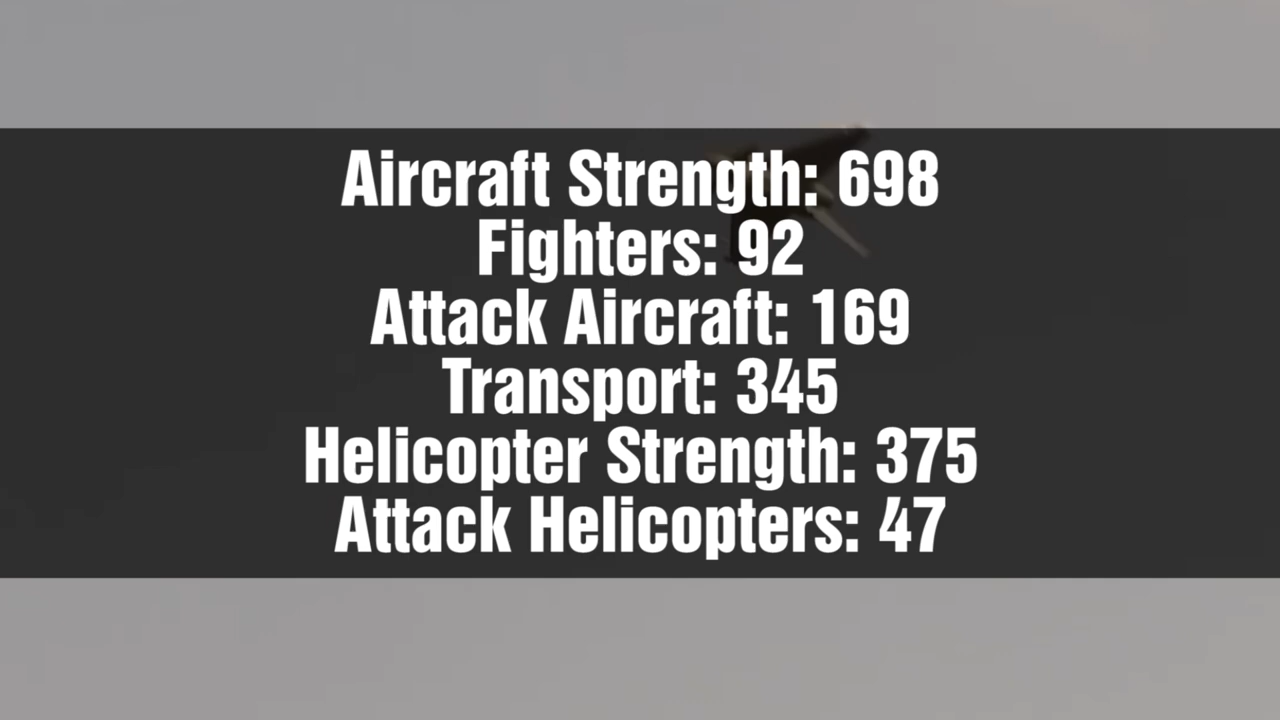 Aircraft Strength: 698
Fighters: 92
Attack Aircraft: 169
Transport: 345
Helicopter Strength: 375
Attack Helicopters: 47